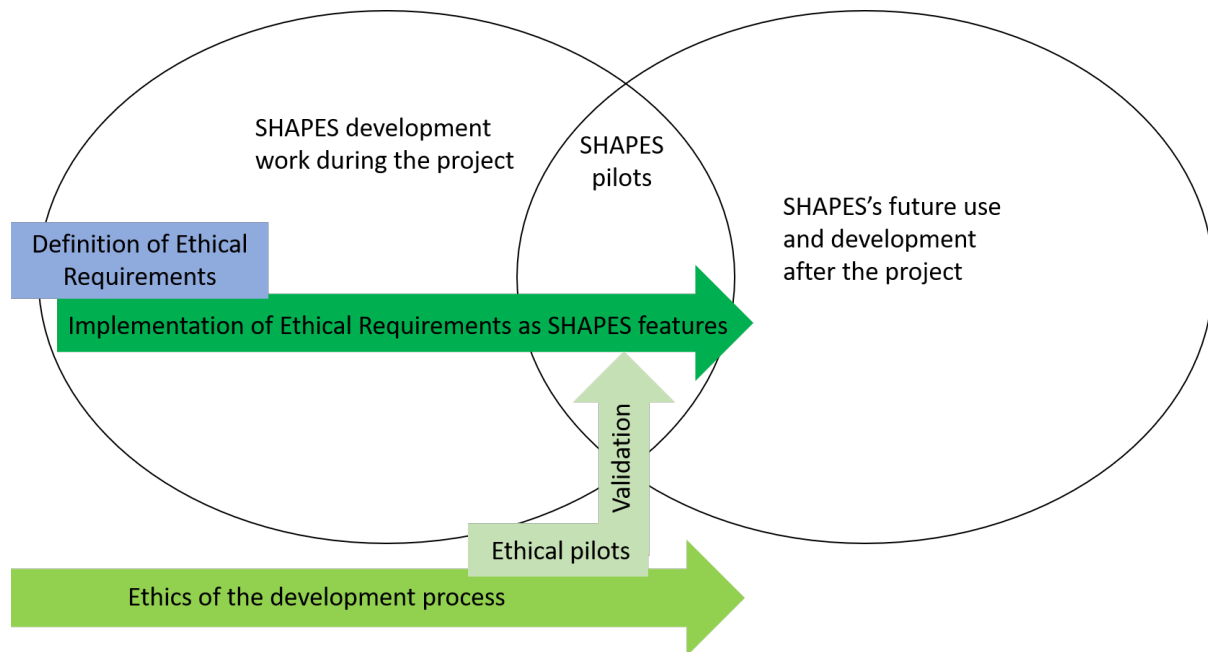 SHAPES development
work during the project
SHAPES
pilots
SHAPES's future use
and development
after the project
Definition of Ethical
Requirements
Implementation of Ethical Requirements as SHAPES features
Validation
Ethical pilots
Ethics of the development process